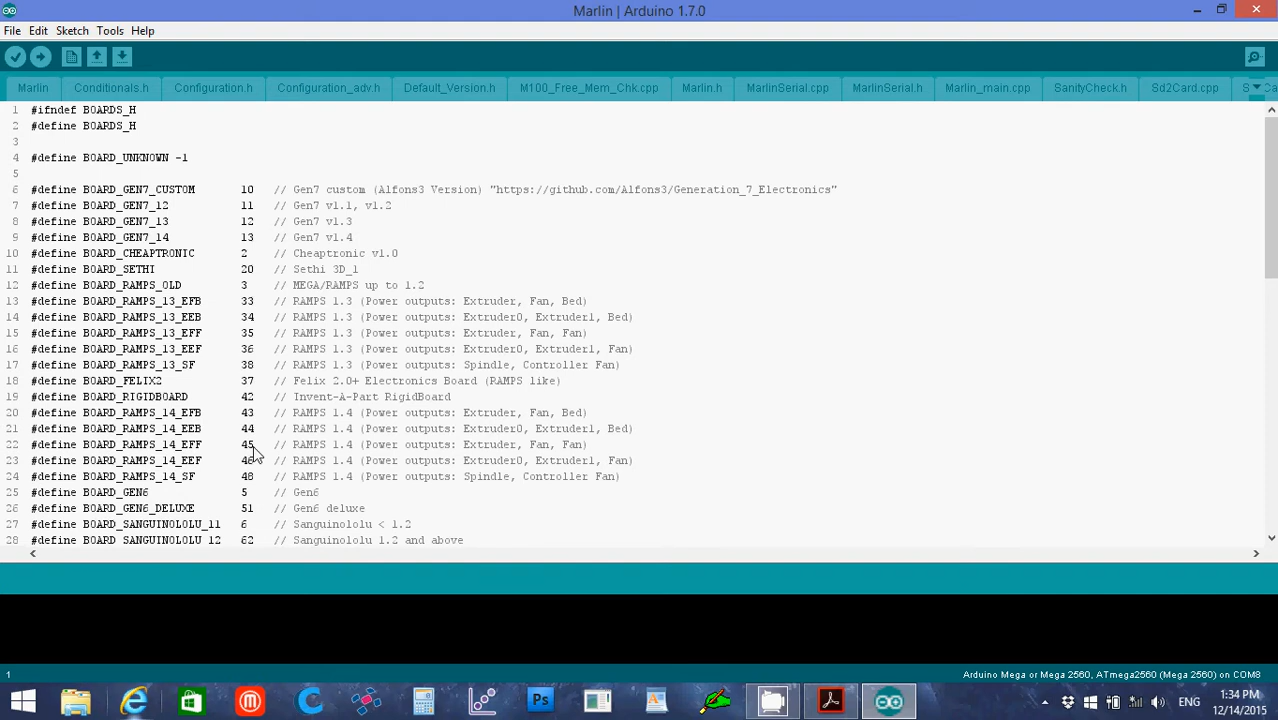 Marlin | Arduino 1.7.0
File Edit Sketch Tools Help
Marlin Conditionals.h Configuration.h Configuration_adv.h Default_Version.h M100_Free_Mem_Chk.cpp Marlin.h MarlinSerial.cpp MarlinSerial.h Marlin_main.cpp SanityCheck.h Sd2Card.cpp
1 #ifndef BOARDS_H
2 #define BOARDS_H
3
4 #define BOARD_UNKNOWN -1
5
6 #define BOARD_GEN7_CUSTOM 10 // Gen7 custom (Alfons3 Version) "https://github.com/Alfons3/Generation_7_Electronics"
7 #define BOARD_GEN7_12 11 // Gen7 v1.1, v1.2
8 #define BOARD_GEN7_13 12 // Gen7 v1.3
9 #define BOARD_GEN7_14 13 // Gen7 v1.4
10 #define BOARD_CHEAPTRONIC 2 // Cheaptronic v1.0
11 #define BOARD_SETHI 20 // Sethi 3D_1
12 #define BOARD_RAMPS_OLD 3 // MEGA/RAMPS up to 1.2
13 #define BOARD_RAMPS_13_EFB 33 // RAMPS 1.3 (Power outputs: Extruder, Fan, Bed)
14 #define BOARD_RAMPS_13_EEB 34 // RAMPS 1.3 (Power outputs: Extruder0, Extruder1, Bed)
15 #define BOARD_RAMPS_13_EFF 35 // RAMPS 1.3 (Power outputs: Extruder, Fan, Fan)
16 #define BOARD_RAMPS_13_EEF 36 // RAMPS 1.3 (Power outputs: Extruder0, Extruder1, Fan)
17 #define BOARD_RAMPS_13_SF 38 // RAMPS 1.3 (Power outputs: Spindle, Controller Fan)
18 #define BOARD_FELIX2 37 // Felix 2.0+ Electronics Board (RAMPS like)
19 #define BOARD_RIGIDBOARD 42 // Invent-A-Part RigidBoard
20 #define BOARD_RAMPS_14_EFB 43 // RAMPS 1.4 (Power outputs: Extruder, Fan, Bed)
21 #define BOARD_RAMPS_14_EEB 44 // RAMPS 1.4 (Power outputs: Extruder0, Extruder1, Bed)
22 #define BOARD_RAMPS_14_EFF 45 // RAMPS 1.4 (Power outputs: Extruder, Fan, Fan)
23 #define BOARD_RAMPS_14_EEF 46 // RAMPS 1.4 (Power outputs: Extruder0, Extruder1, Fan)
24 #define BOARD_RAMPS_14_SF 48 // RAMPS 1.4 (Power outputs: Spindle, Controller Fan)
25 #define BOARD_GEN6 5 // Gen6
26 #define BOARD_GEN6_DELUXE 51 // Gen6 deluxe
27 #define BOARD_SANGUINOLOLU_11 6 // Sanguinololu < 1.2
28 #define BOARD_SANGUINOLOLU_12 62 // Sanguinololu 1.2 and above
1 Arduino Mega or Mega 2560, ATmega2560 (Mega 2560) on COM8
ENG
1:34 PM
12/14/2015